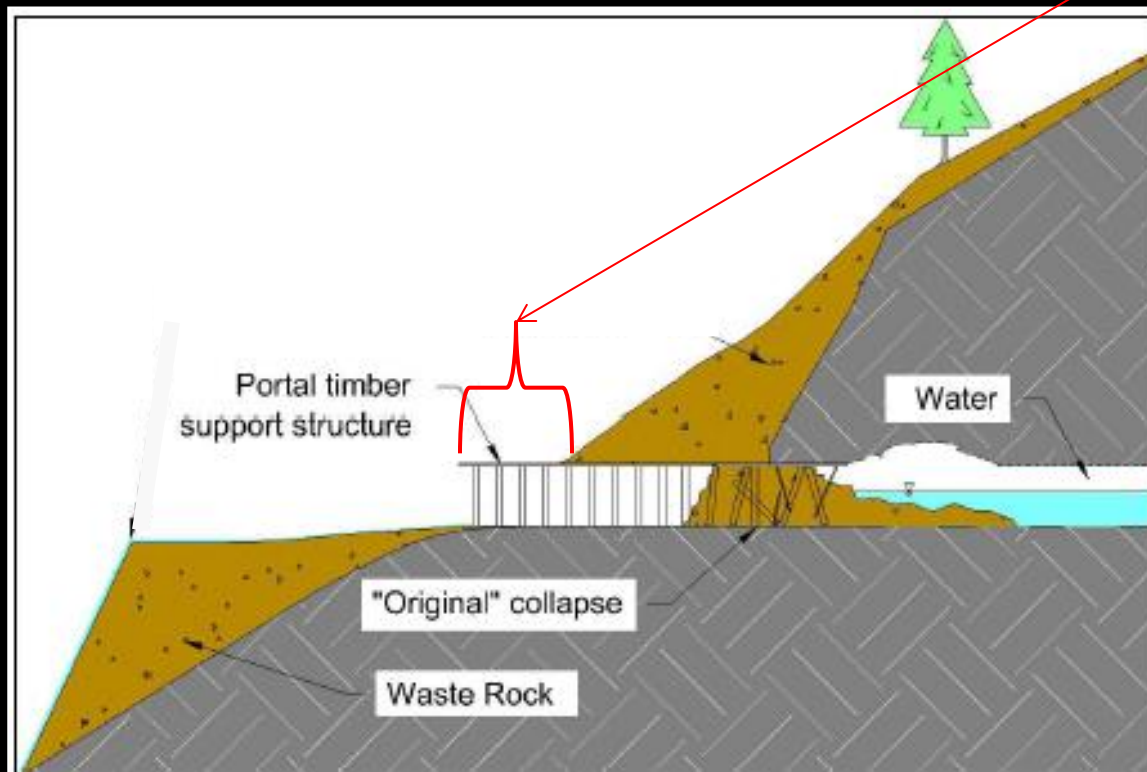 Portal timber
support structure
Water
"Original" collapse
Waste Rock